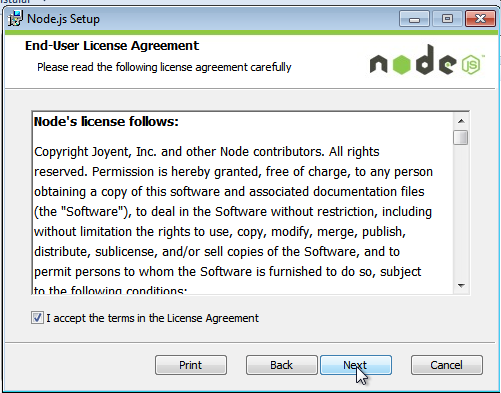 Node.js Setup
End-User License Agreement
Please read the following license agreement carefully
node
JS
Node's license follows:
Copyright Joyent, Inc. and other Node contributors. All rights
reserved. Permission is hereby granted, free of charge, to any person
obtaining a copy of this software and associated documentation files
(the "Software"), to deal in the Software without restriction, including
without limitation the rights to use, copy, modify, merge, publish,
distribute, sublicense, and/or sell copies of the Software, and to
permit persons to whom the Software is furnished to do so, subject
to the following conditions:
I accept the terms in the License Agreement
Print Back Next Cancel